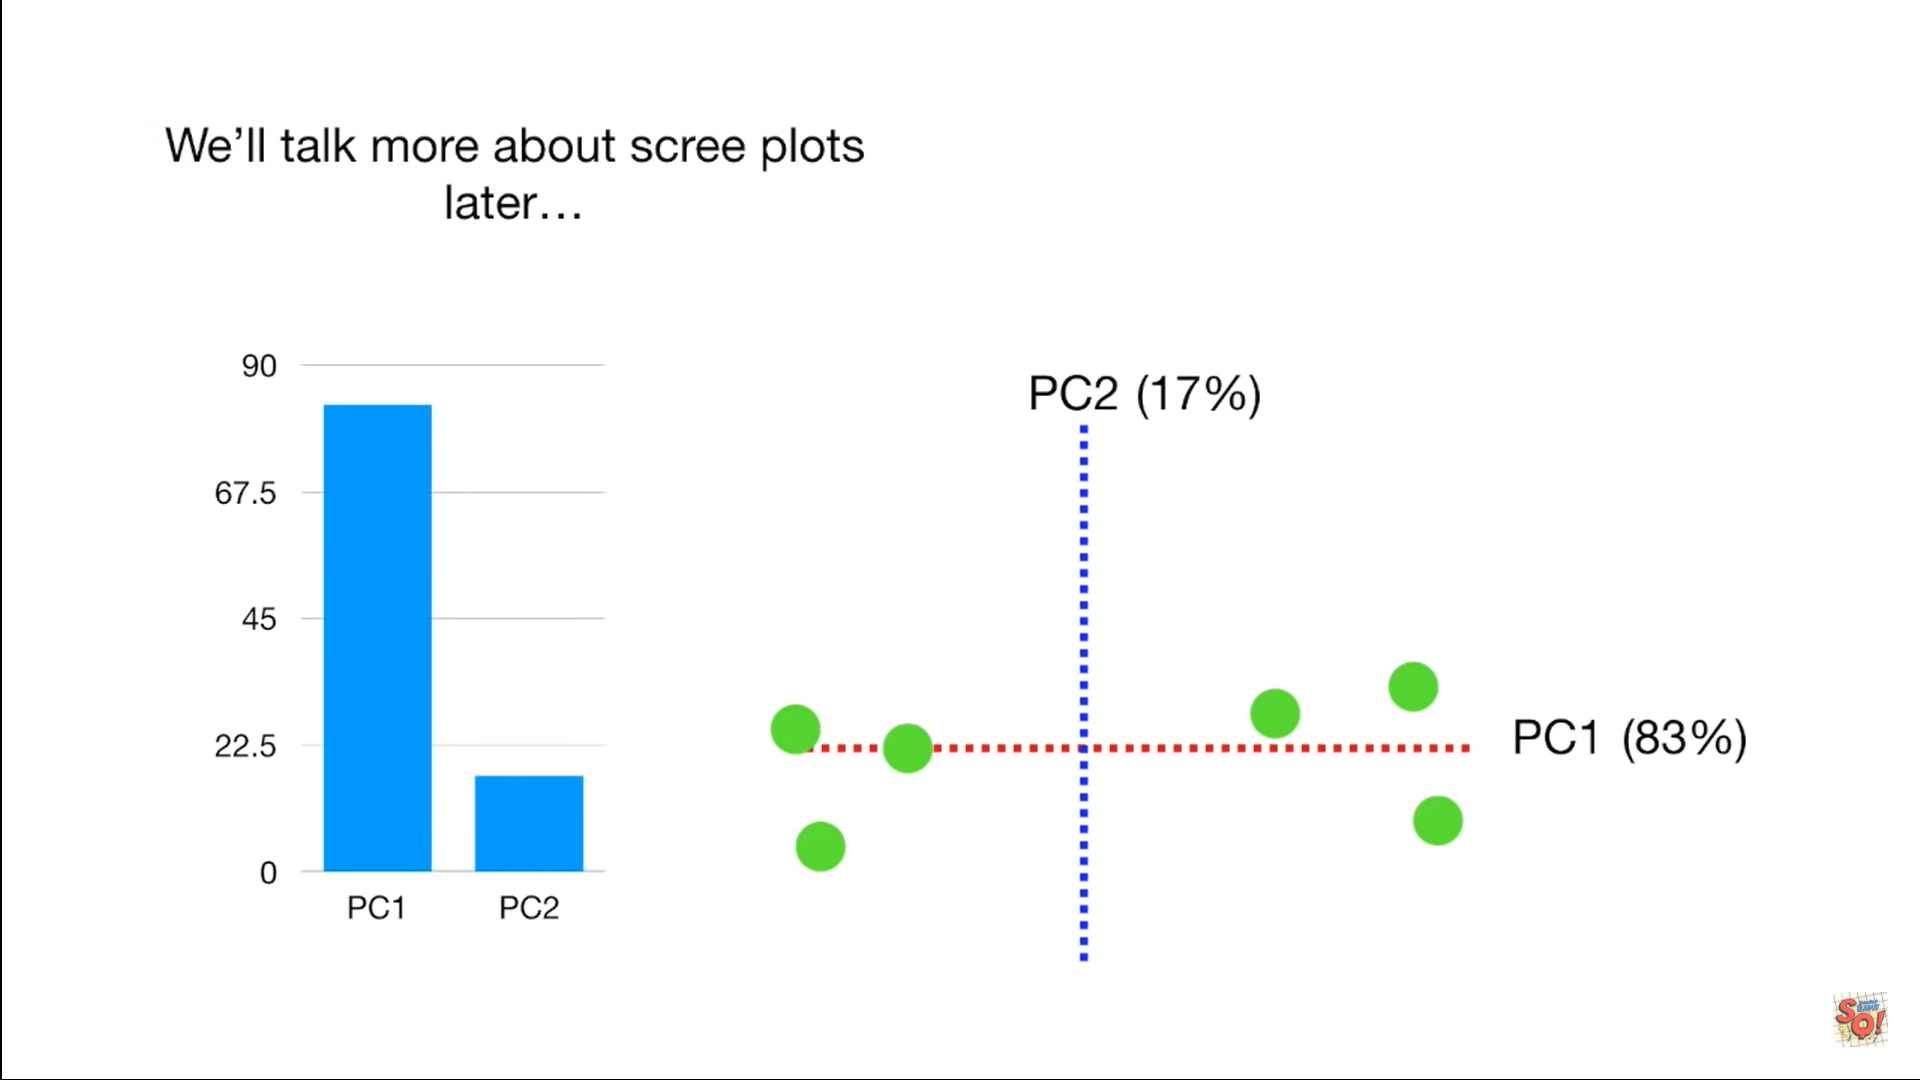 We’ll talk more about scree plots
later…
90
67.5
45
22.5
0
PC1
PC2
PC2 (17%)
PC1 (83%)
SQ!